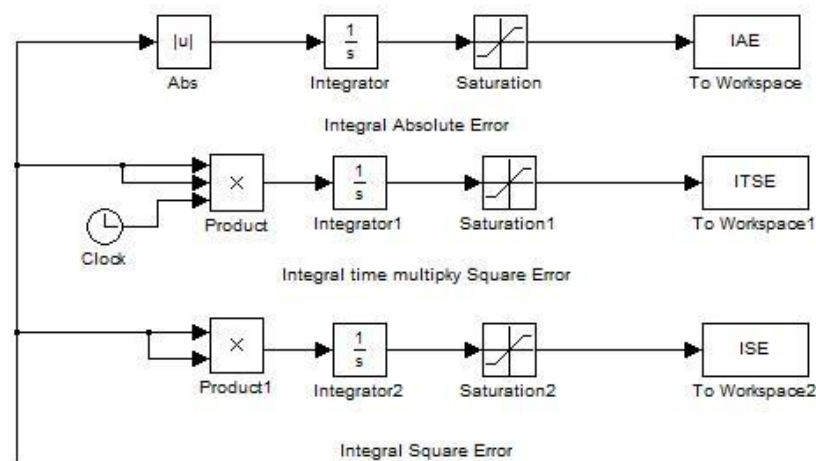 |u|
1
s
IAE
Abs
Integrator
Saturation
To Workspace
Integral Absolute Error
×
1
s
ITSE
Product
Integrator1
Saturation1
To Workspace1
Clock
Integral time multipky Square Error
×
1
s
ISE
Product1
Integrator2
Saturation2
To Workspace2
Integral Square Error